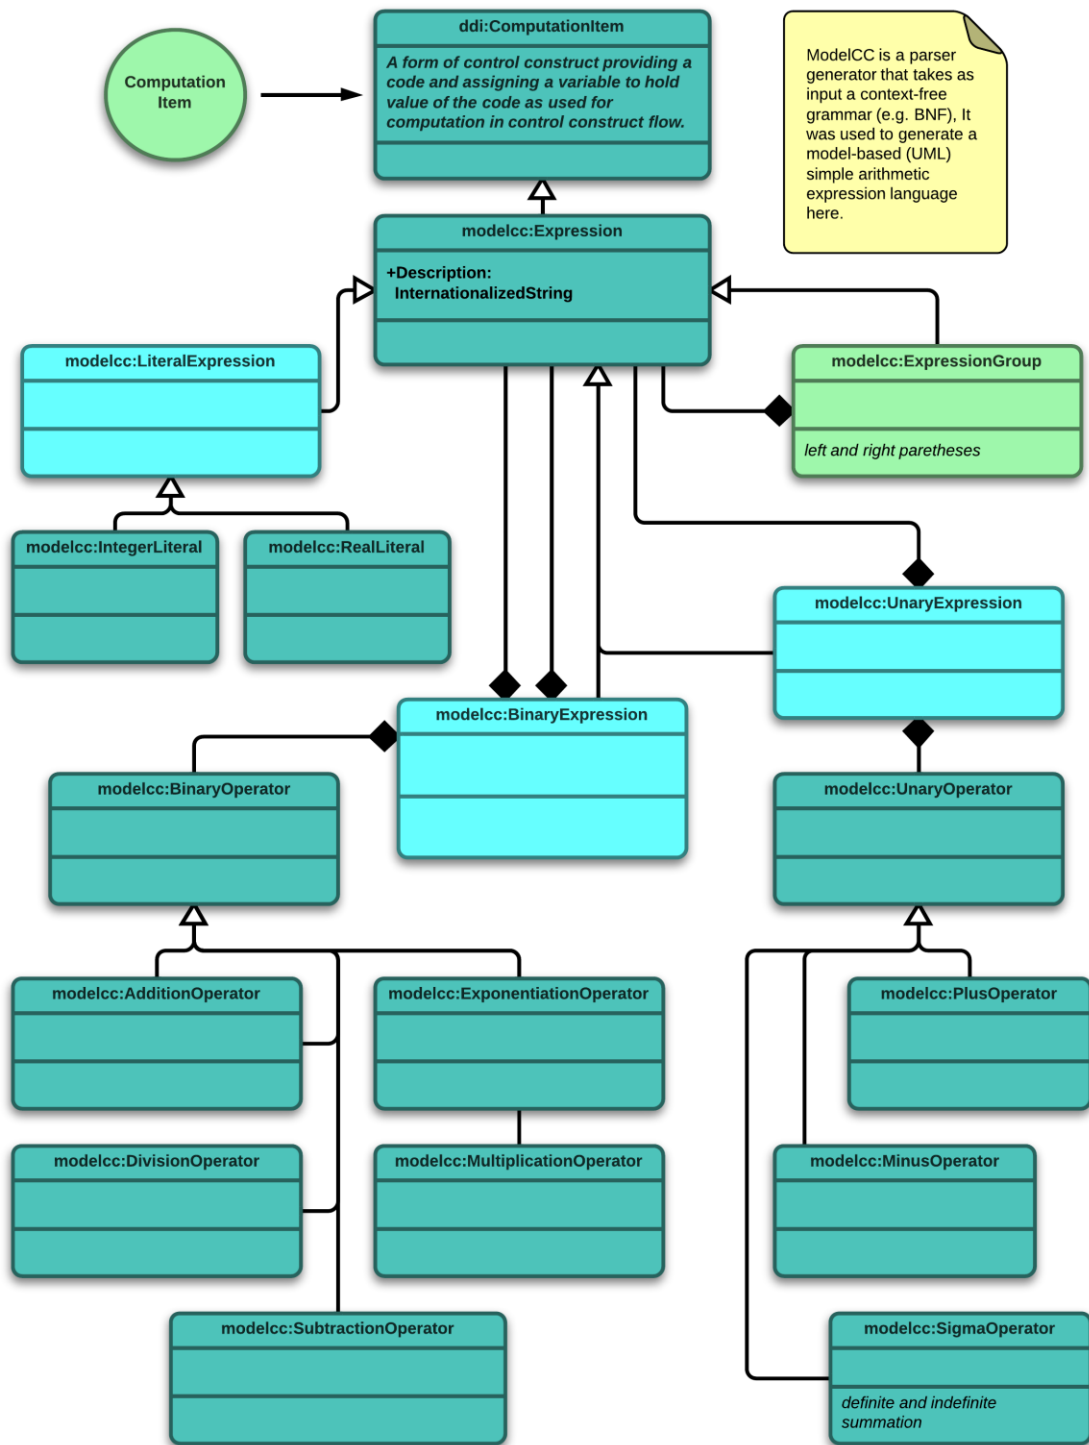 ddi:ComputationItem
A form of control construct providing a
code and assigning a variable to hold
value of the code as used for
computation in control construct flow.
Computation
Item
ModelCC is a parser
generator that takes as
input a context-free
grammar (e.g. BNF), It
was used to generate a
model-based (UML)
simple arithmetic
expression language
here.
modelcc:Expression
+Description:
InternationalizedString
modelcc:LiteralExpression
modelcc:ExpressionGroup
left and right paretheses
modelcc:IntegerLiteral
modelcc:RealLiteral
modelcc:UnaryExpression
modelcc:BinaryExpression
modelcc:BinaryOperator
modelcc:UnaryOperator
modelcc:AdditionOperator
modelcc:ExponentiationOperator
modelcc:PlusOperator
modelcc:DivisionOperator
modelcc:MultiplicationOperator
modelcc:MinusOperator
modelcc:SubtractionOperator
modelcc:SigmaOperator
definite and indefinite
summation